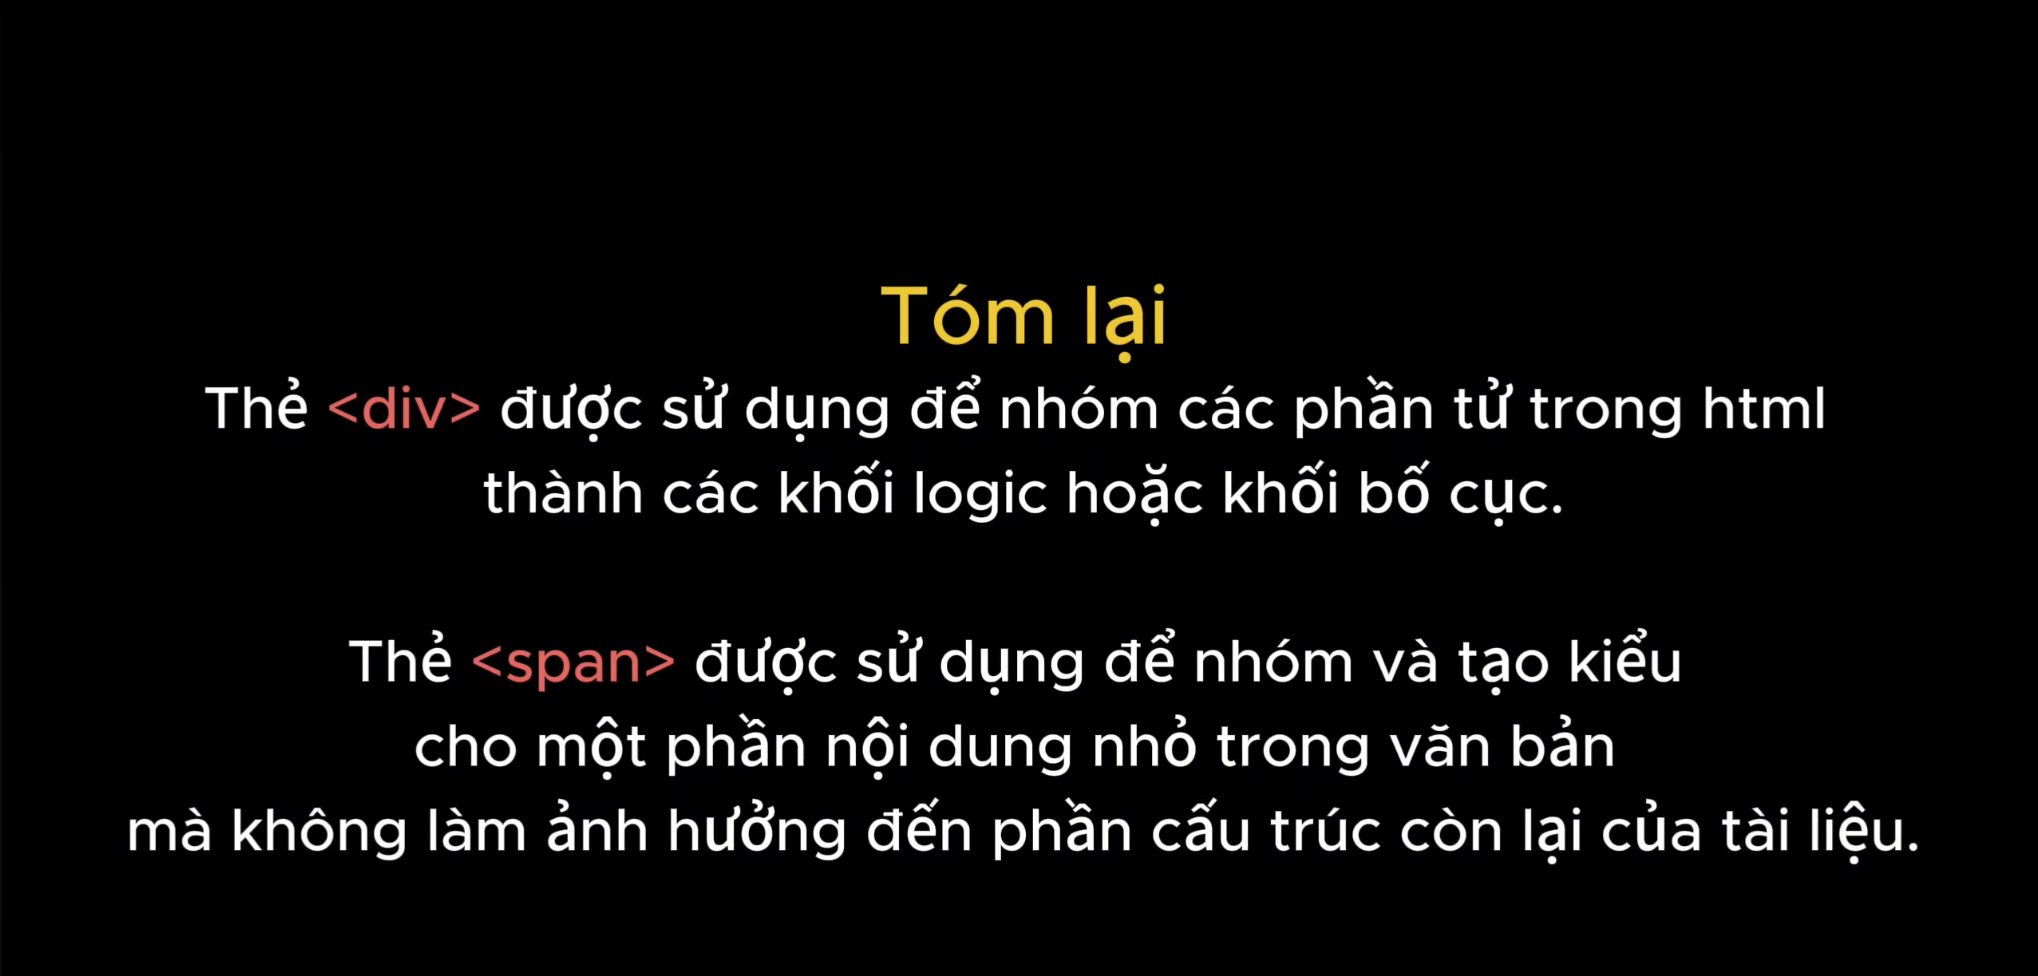 Tóm lại
Thẻ <div> được sử dụng để nhóm các phần tử trong html
thành các khối logic hoặc khối bố cục.
Thẻ <span> được sử dụng để nhóm và tạo kiểu
cho một phần nội dung nhỏ trong văn bản
mà không làm ảnh hưởng đến phần cấu trúc còn lại của tài liệu.